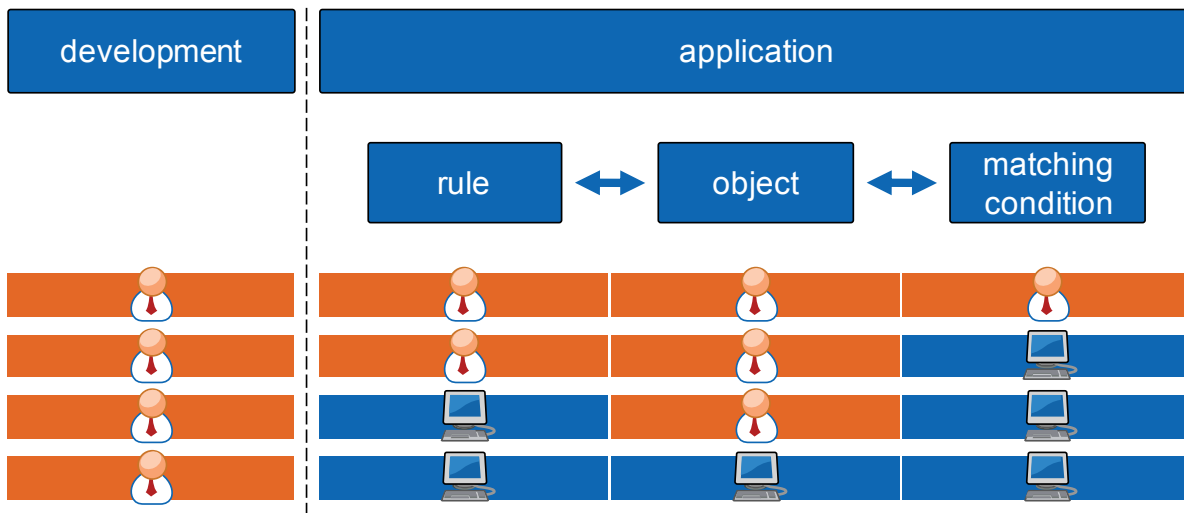 development
application
rule
object
matching
condition